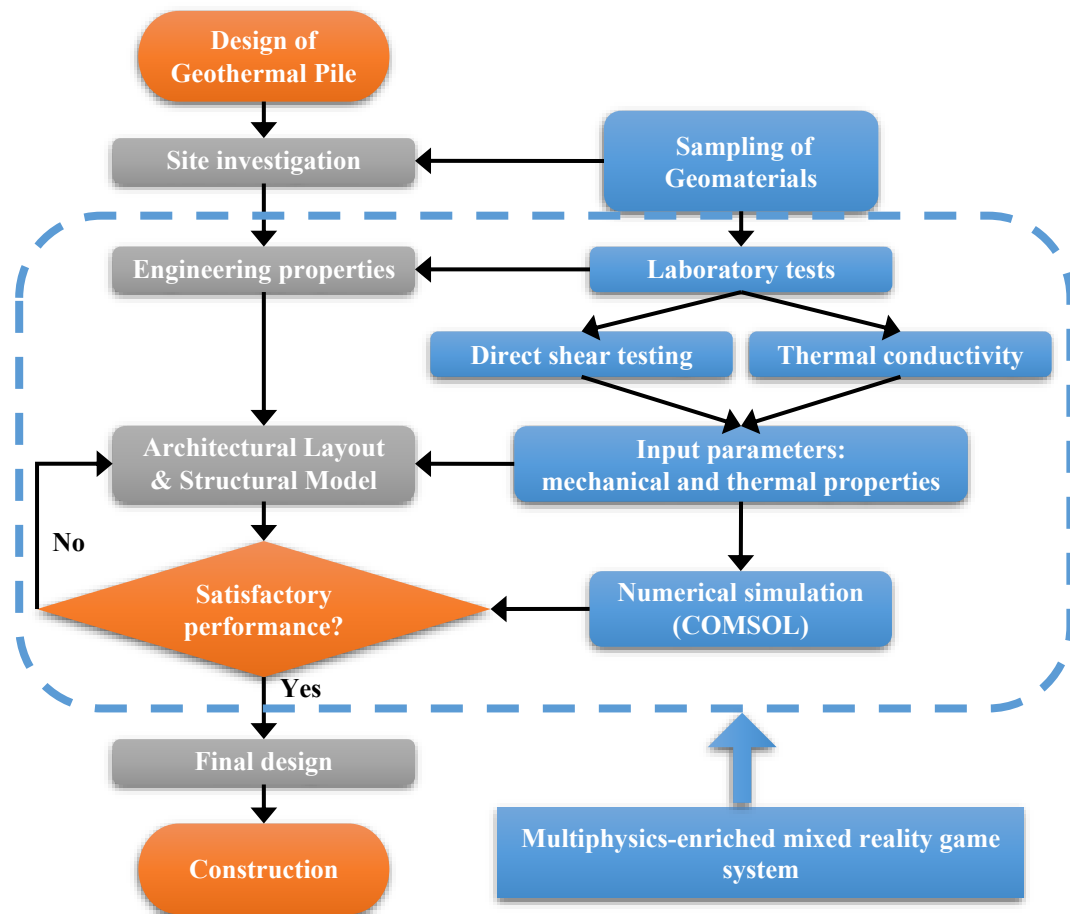 Design of
Geothermal Pile
Site investigation
Sampling of
Geomaterials
Engineering properties
Laboratory tests
Direct shear testing
Thermal conductivity
Architectural Layout
& Structural Model
Input parameters:
mechanical and thermal properties
No
Satisfactory
performance?
Numerical simulation
(COMSOL)
Yes
Final design
Multiphysics-enriched mixed reality game
system
Construction